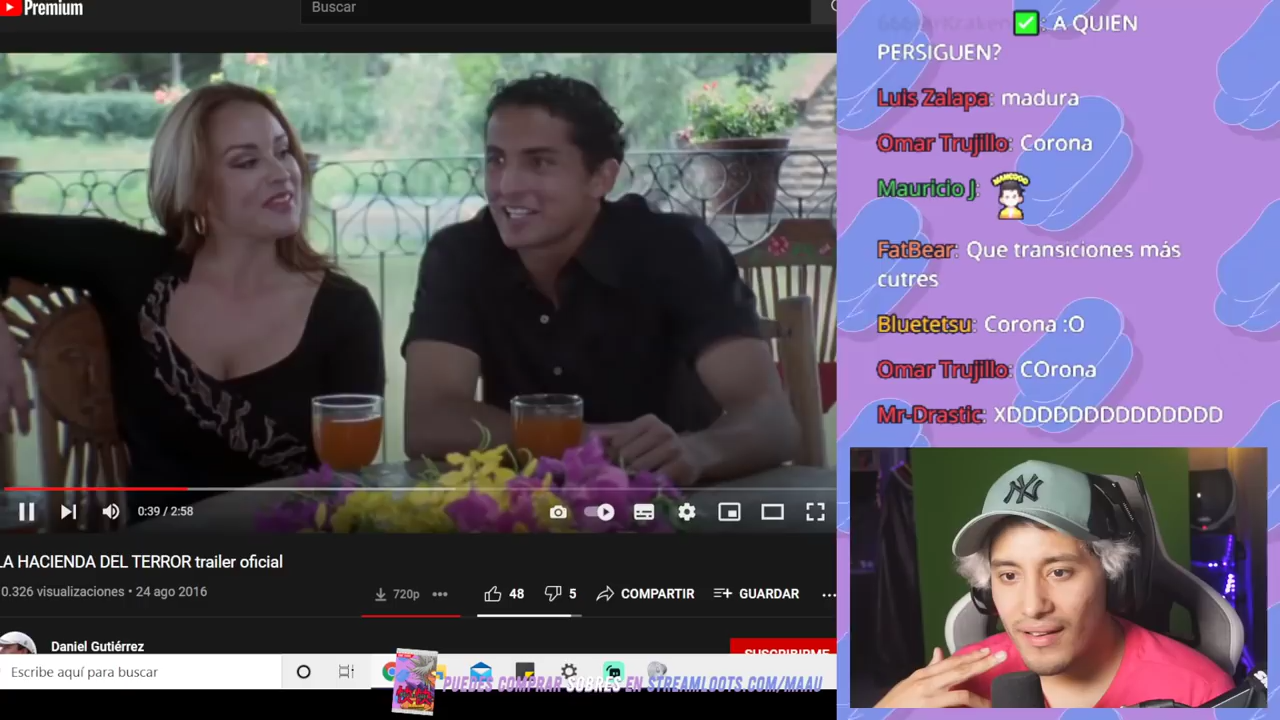 Premium
Buscar
: A QUIEN
PERSIGUEN?
Luis Zalapa: madura
Omar Trujillo: Corona
Mauricio J:
MANCOOO
FatBear: Que transiciones más
cutres
Bluetetsu: Corona :O
Omar Trujillo: COrona
Mr-Drastic: XDDDDDDDDDDDDDD
0:39 / 2:58
LA HACIENDA DEL TERROR trailer oficial
0.326 visualizaciones • 24 ago 2016
720p
48
5
COMPARTIR
GUARDAR
Daniel Gutiérrez
SUSCRIBIRME
Escribe aquí para buscar
PUEDES COMPRAR SOBRES EN STREAMLOOTS.COM/MAAU
NY